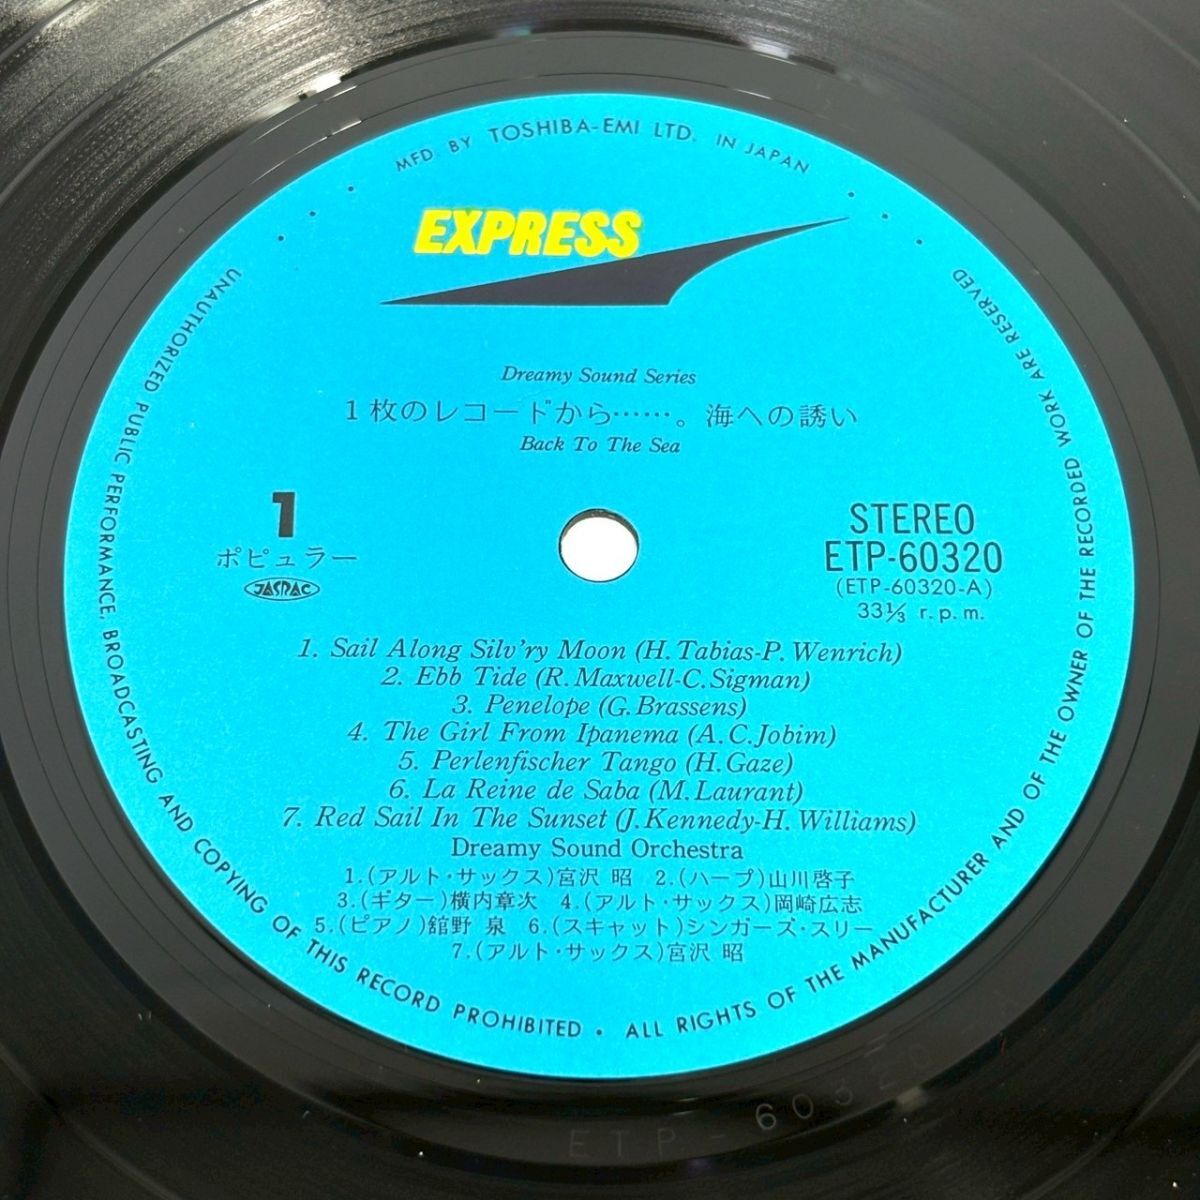 MFD. BY TOSHIBA-EMI LTD. IN JAPAN
EXPRESS
Dreamy Sound Series
1枚のレコードから……。海への誘い
Back To The Sea
1
ポピュラー
JASRAC
STEREO
ETP-60320
(ETP-60320-A)
33⅓ r.p.m.
1. Sail Along Silv'ry Moon (H.Tabias-P.Wenrich)
2. Ebb Tide (R.Maxwell-C.Sigman)
3. Penelope (G.Brassens)
4. The Girl From Ipanema (A.C.Jobim)
5. Perlenfischer Tango (H.Gaze)
6. La Reine de Saba (M.Laurant)
7. Red Sail In The Sunset (J.Kennedy-H.Williams)
Dreamy Sound Orchestra
1.(アルト・サックス)宮沢 昭 2.(ハープ)山川啓子
3.(ギター)横内章次 4.(アルト・サックス)岡崎広志
5.(ピアノ)舘野 泉 6.(スキャット)シンガーズ・スリー
7.(アルト・サックス)宮沢 昭
UNAUTHORIZED PUBLIC PERFORMANCE, BROADCASTING AND COPYING OF THIS RECORD PROHIBITED • ALL RIGHTS OF THE MANUFACTURER AND OF THE OWNER OF THE RECORDED WORK ARE RESERVED
ETP-60320